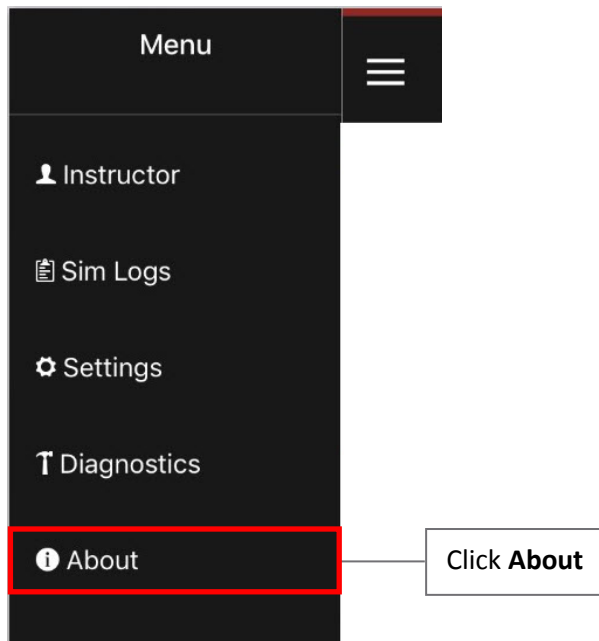 Menu
Instructor
Sim Logs
Settings
Diagnostics
About
Click About